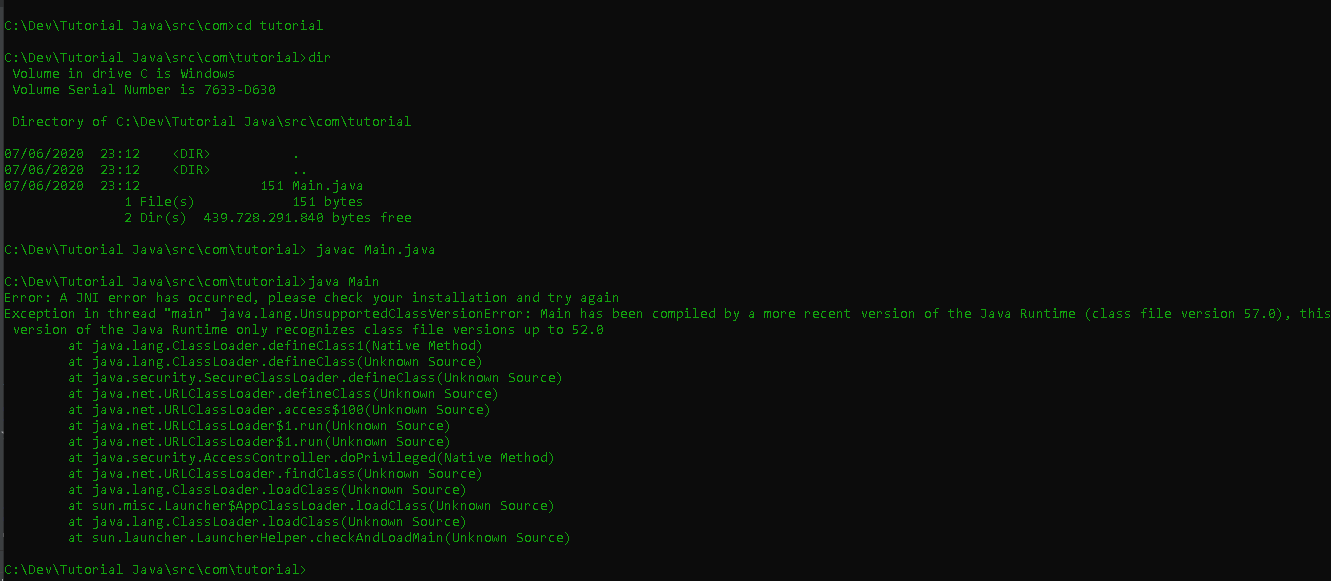 C:\Dev\Tutorial Java\src\com>cd tutorial
C:\Dev\Tutorial Java\src\com\tutorial>dir
Volume in drive C is Windows
Volume Serial Number is 7633-D630
Directory of C:\Dev\Tutorial Java\src\com\tutorial
07/06/2020  23:12    <DIR>          .
07/06/2020  23:12    <DIR>          ..
07/06/2020  23:12               151 Main.java
1 File(s)            151 bytes
2 Dir(s)  439.728.291.840 bytes free
C:\Dev\Tutorial Java\src\com\tutorial> javac Main.java
C:\Dev\Tutorial Java\src\com\tutorial>java Main
Error: A JNI error has occurred, please check your installation and try again
Exception in thread "main" java.lang.UnsupportedClassVersionError: Main has been compiled by a more recent version of the Java Runtime (class file version 57.0), this
version of the Java Runtime only recognizes class file versions up to 52.0
at java.lang.ClassLoader.defineClass1(Native Method)
at java.lang.ClassLoader.defineClass(Unknown Source)
at java.security.SecureClassLoader.defineClass(Unknown Source)
at java.net.URLClassLoader.defineClass(Unknown Source)
at java.net.URLClassLoader.access$100(Unknown Source)
at java.net.URLClassLoader$1.run(Unknown Source)
at java.net.URLClassLoader$1.run(Unknown Source)
at java.security.AccessController.doPrivileged(Native Method)
at java.net.URLClassLoader.findClass(Unknown Source)
at java.lang.ClassLoader.loadClass(Unknown Source)
at sun.misc.Launcher$AppClassLoader.loadClass(Unknown Source)
at java.lang.ClassLoader.loadClass(Unknown Source)
at sun.launcher.LauncherHelper.checkAndLoadMain(Unknown Source)
C:\Dev\Tutorial Java\src\com\tutorial>